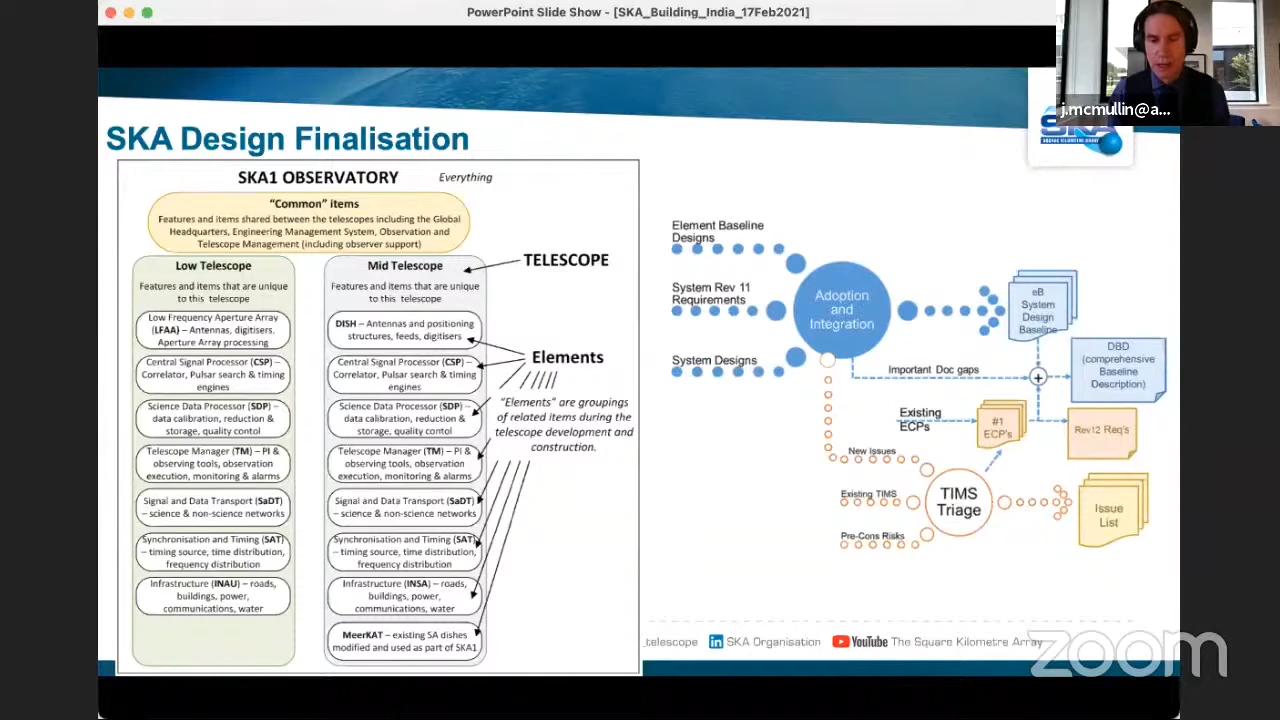 PowerPoint Slide Show - [SKA_Building_India_17Feb2021]
j.mcmullin@a...
SKA
SKA Design Finalisation
SKA1 OBSERVATORY
Everything
“Common” items
Features and items shared between the telescopes including the Global
Headquarters, Engineering Management System, Observation and
Telescope Management (including observer support)
Low Telescope
Features and items that are unique
to this telescope
Low Frequency Aperture Array
(LFAA) – Antennas, digitisers,
Aperture Array processing
Central Signal Processor (CSP) –
Correlator, Pulsar search & timing
engines
Science Data Processor (SDP) –
data calibration, reduction &
storage, quality contol
Telescope Manager (TM) – PI &
observing tools, observation
execution, monitoring & alarms
Signal and Data Transport (SaDT)
– science & non-science networks
Synchronisation and Timing (SAT)
– timing source, time distribution,
frequency distribution
Infrastructure (INAU) – roads,
buildings, power,
communications, water
Mid Telescope
Features and items that are unique
to this telescope
DISH – Antennas and positioning
structures, feeds, digitisers
Central Signal Processor (CSP) –
Correlator, Pulsar search & timing
engines
Science Data Processor (SDP) –
data calibration, reduction &
storage, quality contol
Telescope Manager (TM) – PI &
observing tools, observation
execution, monitoring & alarms
Signal and Data Transport (SaDT)
– science & non-science networks
Synchronisation and Timing (SAT)
– timing source, time distribution,
frequency distribution
Infrastructure (INSA) – roads,
buildings, power,
communications, water
MeerKAT – existing SA dishes
modified and used as part of SKA1
TELESCOPE
Elements
“Elements” are groupings
of related items during the
telescope development and
construction.
Element Baseline
Designs
System Rev 11
Requirements
System Designs
Adoption
and
Integration
eB
System
Design
Baseline
DBD
(comprehensive
Baseline
Description)
Important Doc gaps
+
Existing
ECPs
#1
ECP's
Rev12 Req's
New Issues
Existing TIMS
Pre-Cons Risks
TIMS
Triage
Issue
List
_telescope
in SKA Organisation
YouTube The Square Kilometre Array
zoom